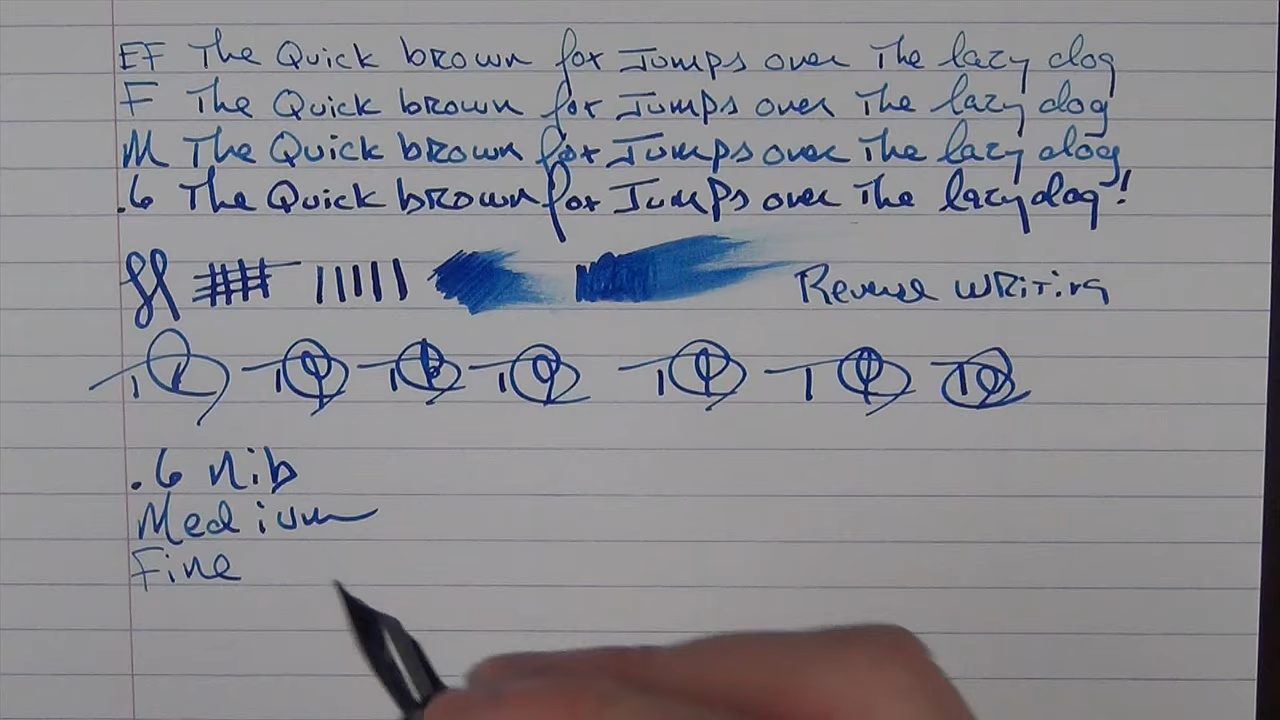 EF The Quick brown fox Jumps over The lazy dog
F The Quick brown fox Jumps over The lazy dog
M The Quick brown fox Jumps over The lazy dog
.6 The Quick brown fox Jumps over The lazy dog!
Reverse writing
.6 Nib
Medium
Fine